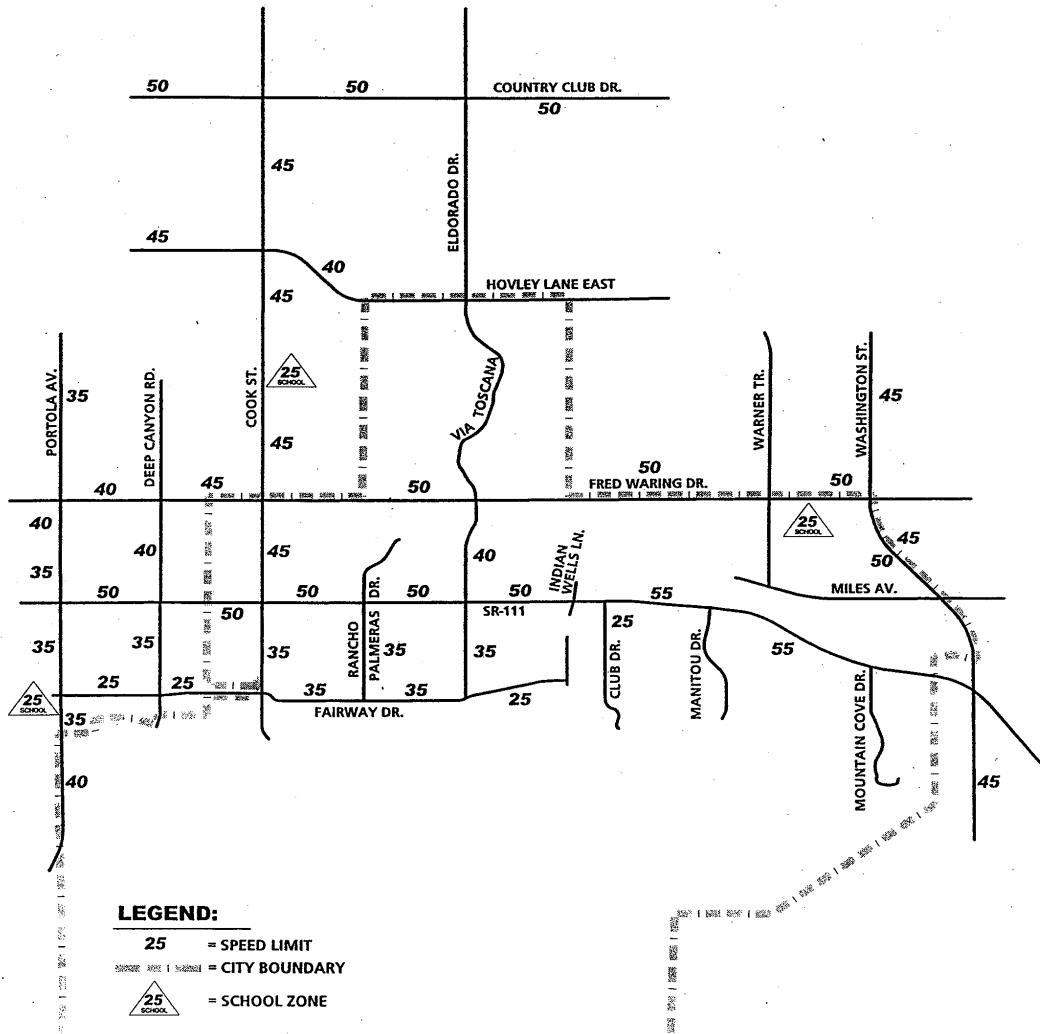 50
50
COUNTRY CLUB DR.
50
45
ELDORADO DR.
45
40
45
HOVLEY LANE EAST
25
SCHOOL
PORTOLA AV.
35
DEEP CANYON RD.
COOK ST.
VIA TOSCANA
WARNER TR.
WASHINGTON ST.
45
45
40
45
50
50
FRED WARING DR.
50
40
40
45
40
INDIAN
WELLS LN.
25
SCHOOL
45
50
35
50
50
50
50
55
MILES AV.
50
SR-111
25
35
35
35
RANCHO
PALMERAS DR.
35
35
CLUB DR.
MANITOU DR.
55
25
25
35
35
25
FAIRWAY DR.
25
SCHOOL
35
40
MOUNTAIN COVE DR.
45
LEGEND:
25 = SPEED LIMIT
= CITY BOUNDARY
25
SCHOOL
= SCHOOL ZONE